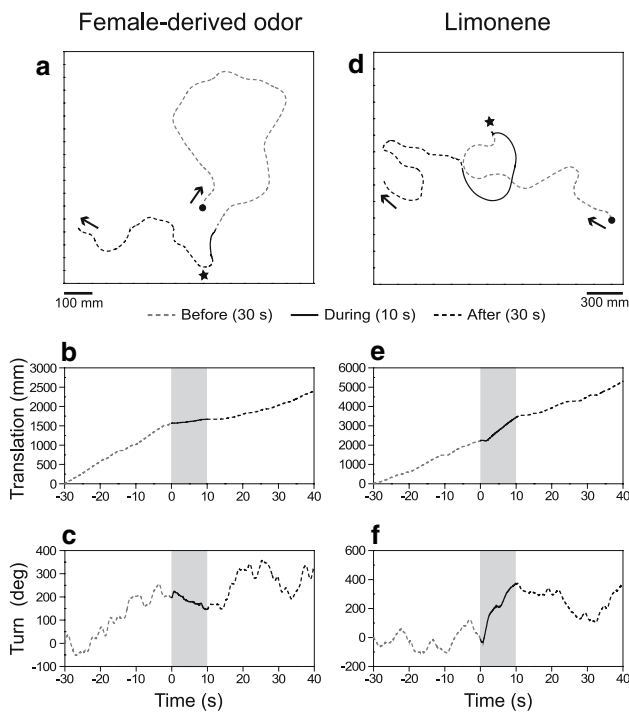 Female-derived odor Limonene
a d
100 mm 300 mm
Before (30 s) During (10 s) After (30 s)
b e
Translation (mm)
3000
2500
2000
1500
1000
500
0
-30 -20 -10 0 10 20 30 40
Translation (mm)
6000
5000
4000
3000
2000
1000
0
-30 -20 -10 0 10 20 30 40
c f
Turn (deg)
400
300
200
100
0
-100
-30 -20 -10 0 10 20 30 40
Time (s)
Turn (deg)
600
400
200
0
-200
-30 -20 -10 0 10 20 30 40
Time (s)